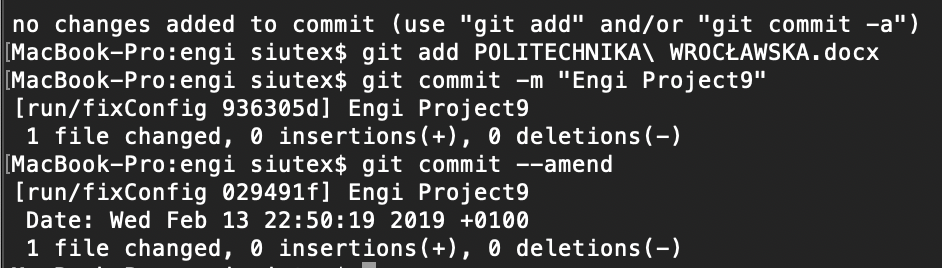 no changes added to commit (use "git add" and/or "git commit -a")
[MacBook-Pro:engi siutex$ git add POLITECHNIKA\ WROCŁAWSKA.docx
[MacBook-Pro:engi siutex$ git commit -m "Engi Project9"
[run/fixConfig 936305d] Engi Project9
 1 file changed, 0 insertions(+), 0 deletions(-)
[MacBook-Pro:engi siutex$ git commit --amend
[run/fixConfig 029491f] Engi Project9
 Date: Wed Feb 13 22:50:19 2019 +0100
 1 file changed, 0 insertions(+), 0 deletions(-)